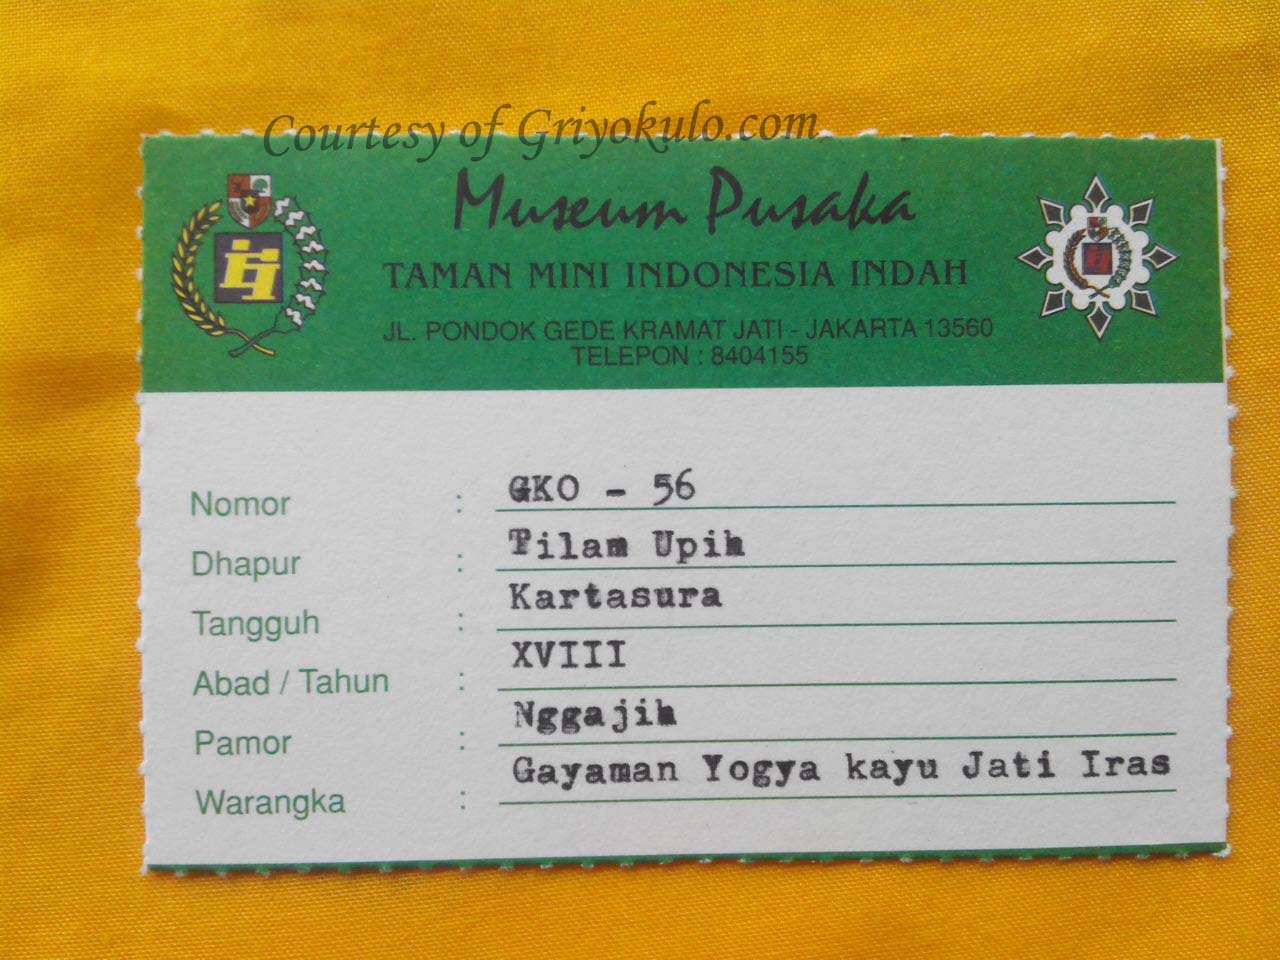 Courtesy of Griyokulo.com
Museum Pusaka
TAMAN MINI INDONESIA INDAH
JL. PONDOK GEDE KRAMAT JATI - JAKARTA 13560
TELEPON : 8404155
Nomor : GKO - 56
Dhapur : Tilam Upih
Tangguh : Kartasura
Abad / Tahun : XVIII
Pamor : Nggajih
Warangka : Gayaman Yogya kayu Jati Iras